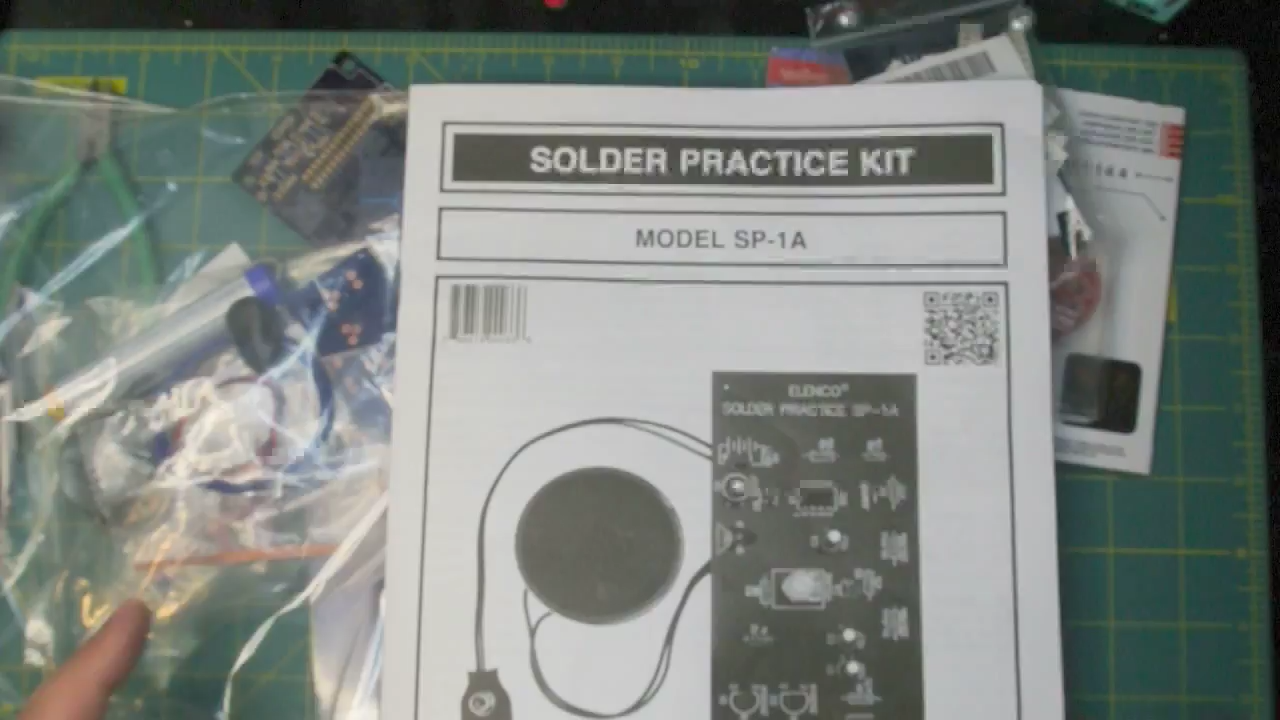 SOLDER PRACTICE KIT
MODEL SP-1A
ELENCO®
SOLDER PRACTICE SP-1A